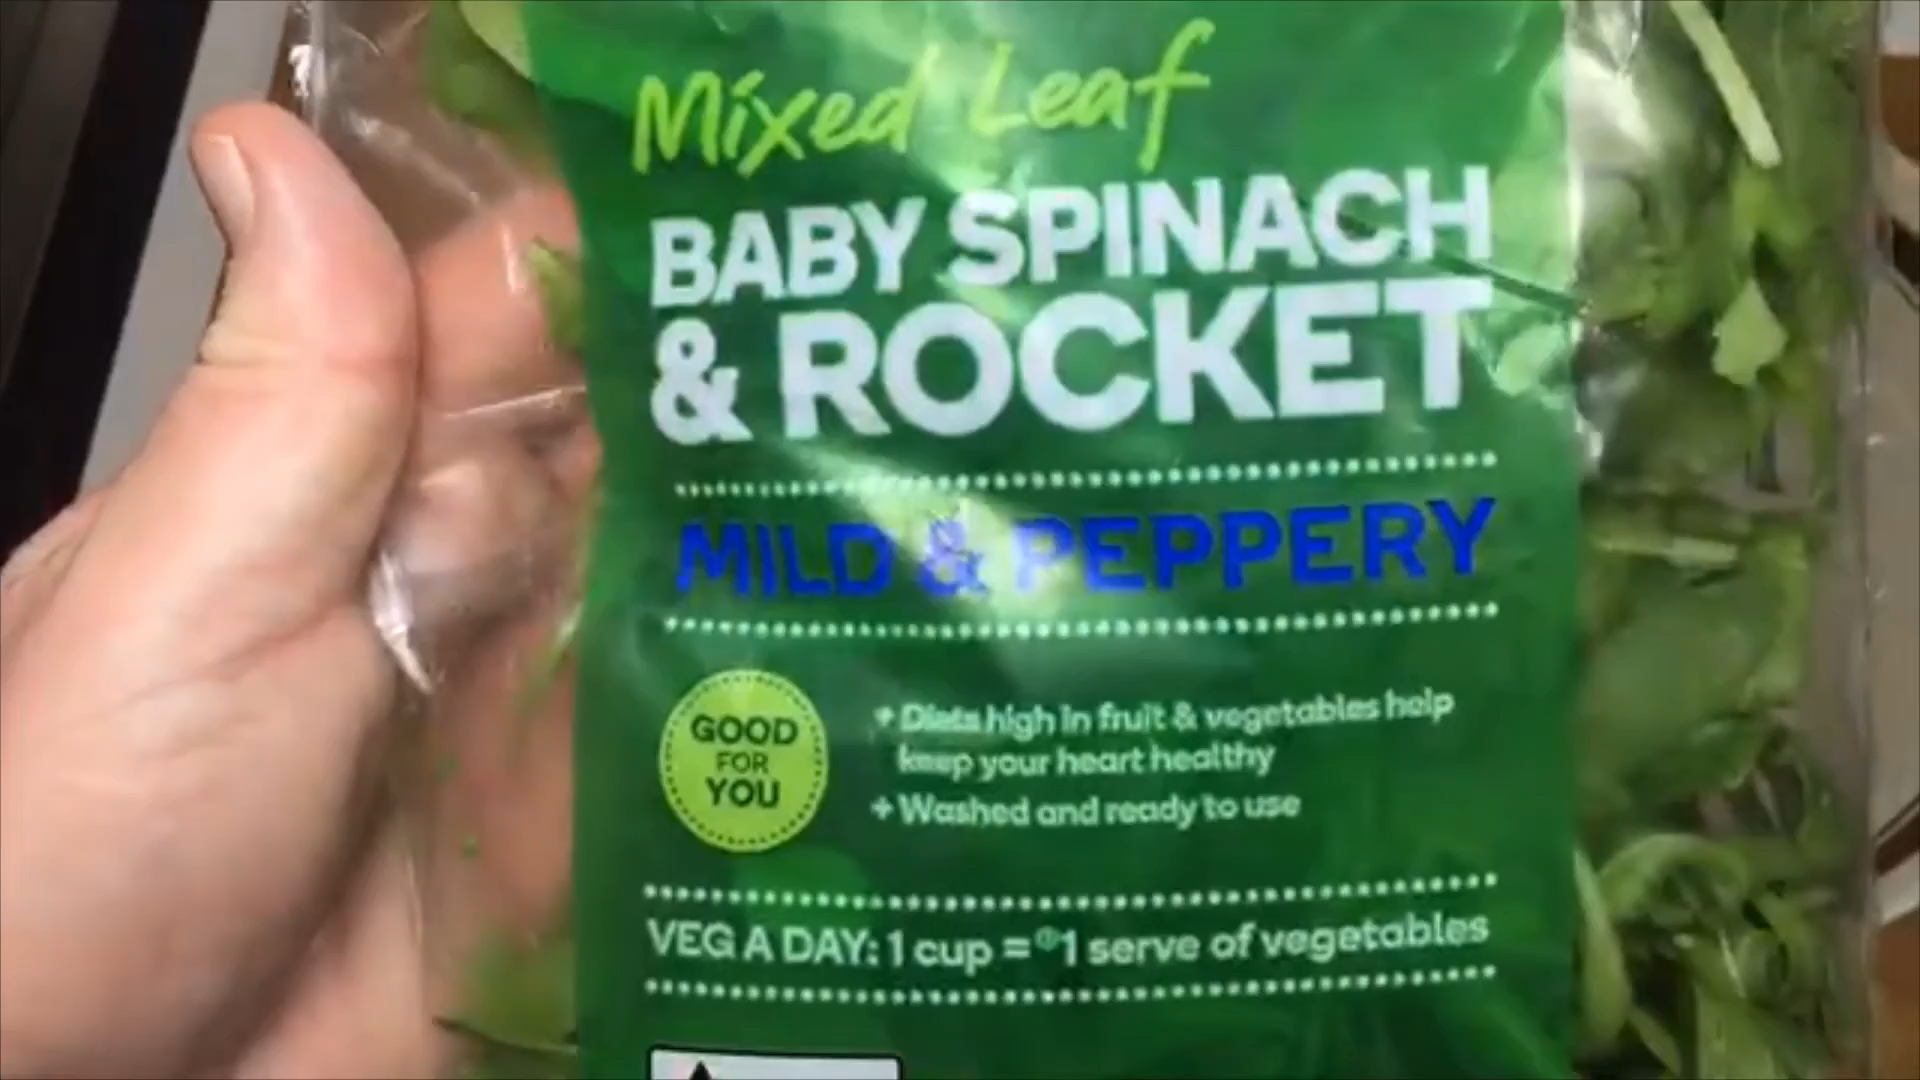 Mixed Leaf
BABY SPINACH
& ROCKET
MILD & PEPPERY
GOOD
FOR
YOU
+ Diets high in fruit & vegetables help
keep your heart healthy
+ Washed and ready to use
VEG A DAY: 1 cup = 1 serve of vegetables